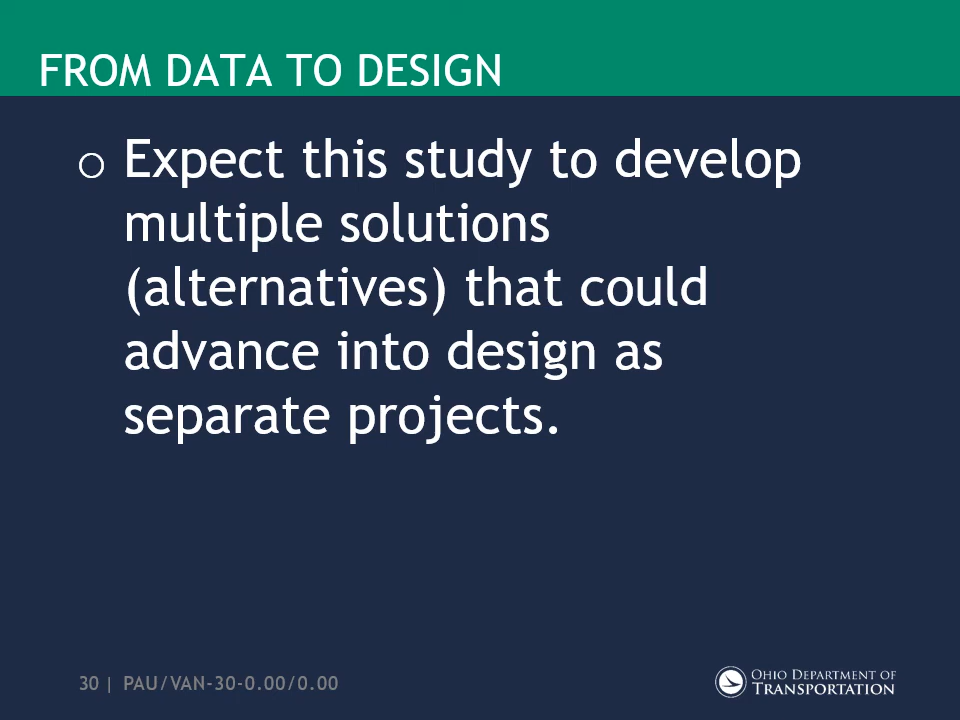 FROM DATA TO DESIGN
○ Expect this study to develop
multiple solutions
(alternatives) that could
advance into design as
separate projects.
30 | PAU/VAN-30-0.00/0.00
OHIO DEPARTMENT OF
TRANSPORTATION